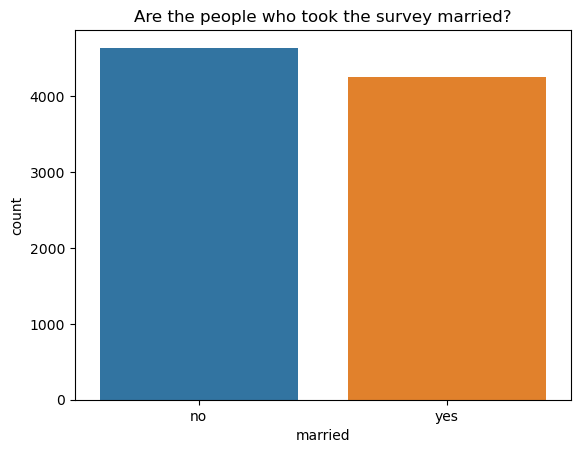 Are the people who took the survey married?
count
4000
3000
2000
1000
0
no
yes
married